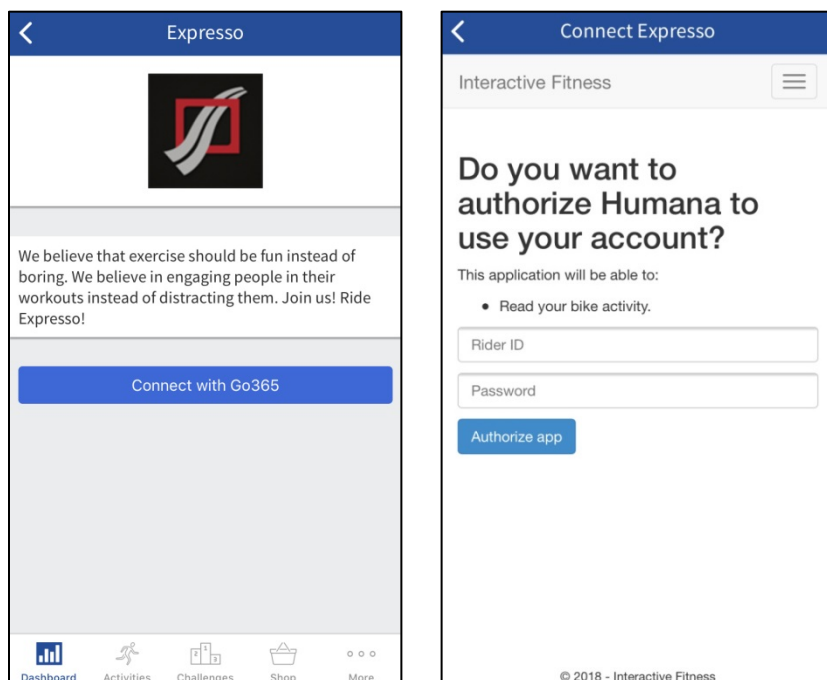 Expresso
We believe that exercise should be fun instead of
boring. We believe in engaging people in their
workouts instead of distracting them. Join us! Ride
Expresso!
Connect with Go365
Dashboard
Activities
Challenges
Shop
More
Connect Expresso
Interactive Fitness
Do you want to
authorize Humana to
use your account?
This application will be able to:
• Read your bike activity.
Rider ID
Password
Authorize app
© 2018 - Interactive Fitness